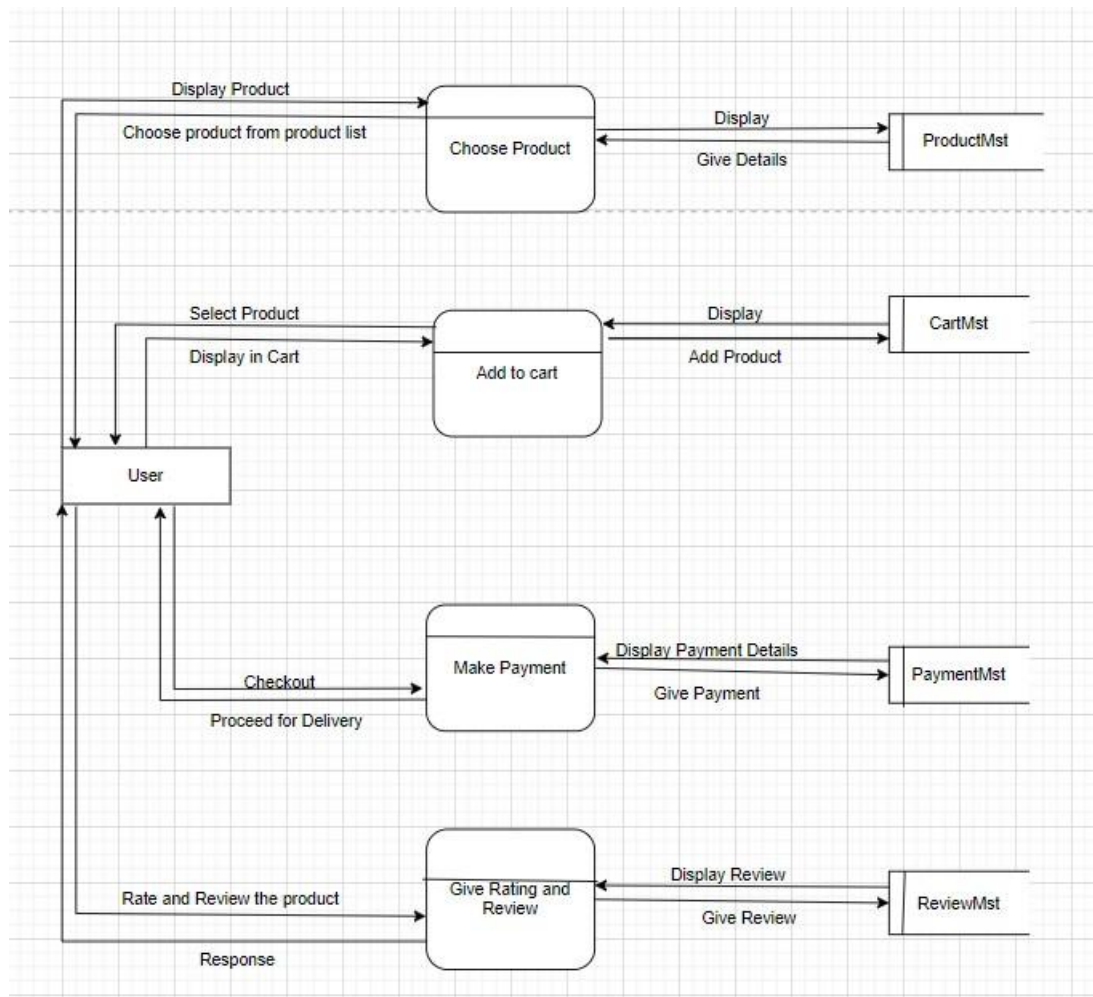 Display Product
Choose product from product list
Choose Product
Display
Give Details
ProductMst
Select Product
Display in Cart
Add to cart
Display
Add Product
CartMst
User
Checkout
Proceed for Delivery
Make Payment
Display Payment Details
Give Payment
PaymentMst
Rate and Review the product
Response
Give Rating and
Review
Display Review
Give Review
ReviewMst